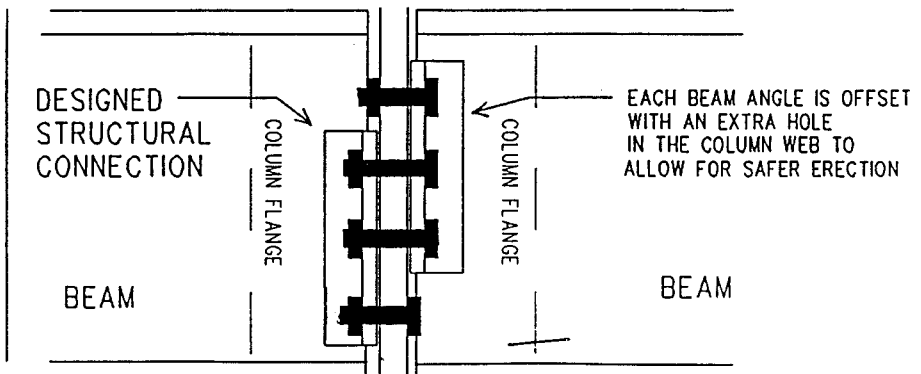 DESIGNED
STRUCTURAL
CONNECTION
COLUMN FLANGE
BEAM
EACH BEAM ANGLE IS OFFSET
WITH AN EXTRA HOLE
IN THE COLUMN WEB TO
ALLOW FOR SAFER ERECTION
COLUMN FLANGE
BEAM